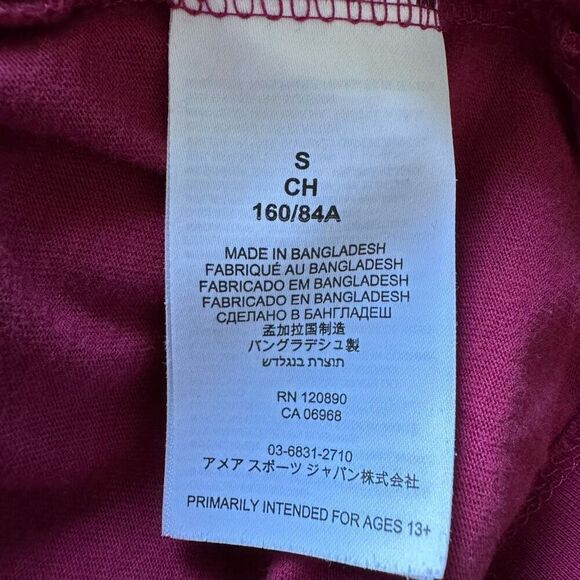 S
CH
160/84A
MADE IN BANGLADESH
FABRIQUÉ AU BANGLADESH
FABRICADO EM BANGLADESH
FABRICADO EN BANGLADESH
СДЕЛАНО В БАНГЛАДЕШ
孟加拉国制造
バングラデシュ製
תוצרת בנגלדש
RN 120890
CA 06968
03-6831-2710
アメア スポーツ ジャパン株式会社
PRIMARILY INTENDED FOR AGES 13+